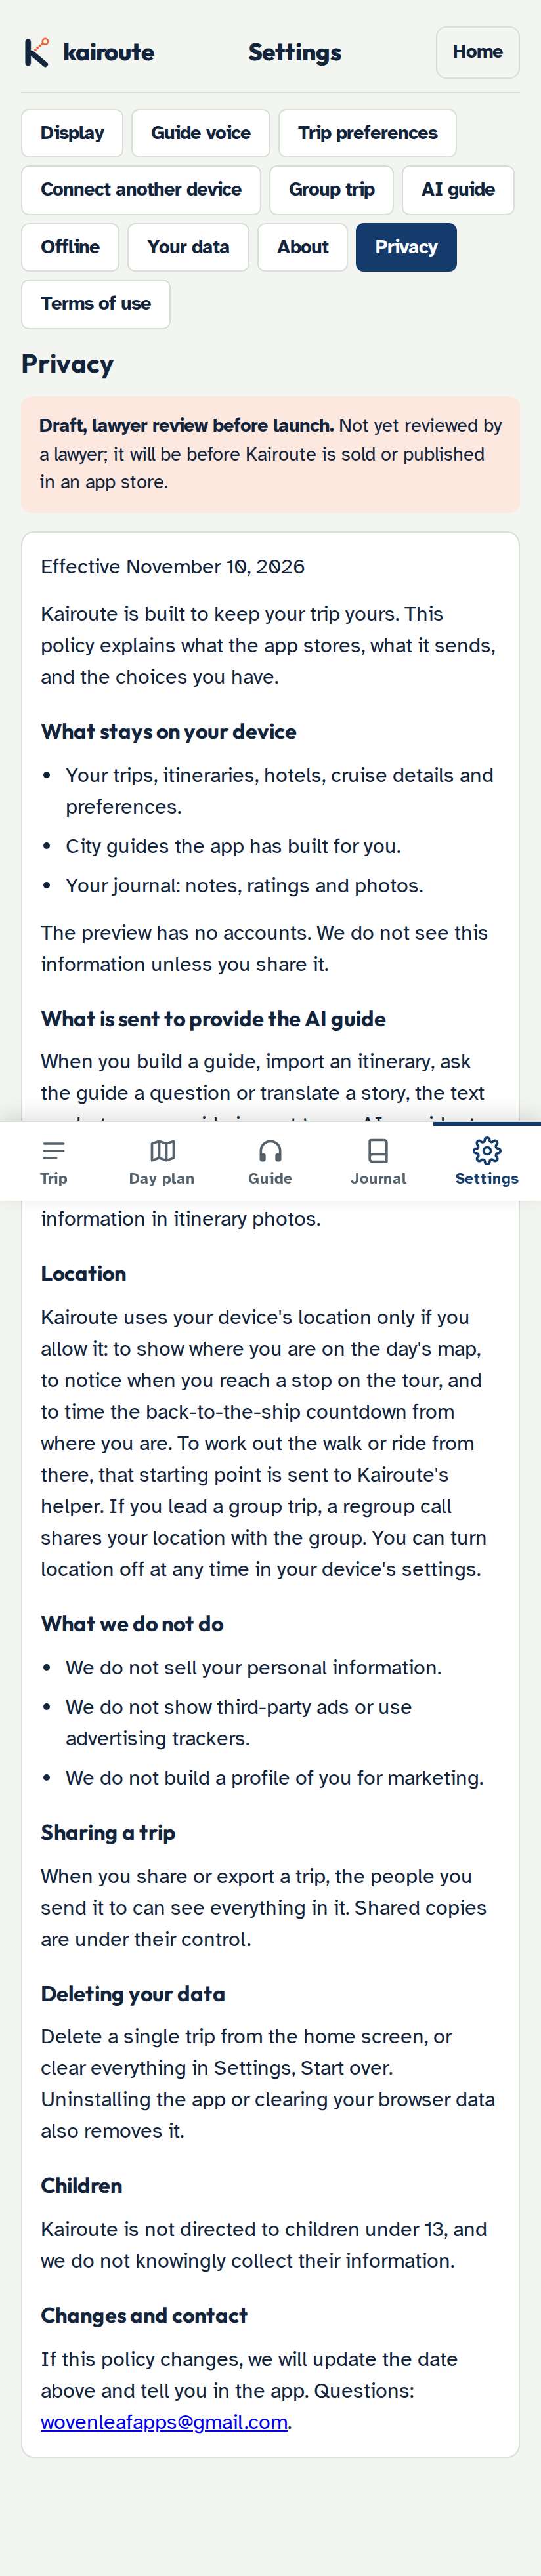 kairoute
Settings
Home
Display
Guide voice
Trip preferences
Connect another device
Group trip
AI guide
Offline
Your data
About
Privacy
Terms of use
Privacy
Draft, lawyer review before launch. Not yet reviewed by
a lawyer; it will be before Kairoute is sold or published
in an app store.
Effective November 10, 2026
Kairoute is built to keep your trip yours. This
policy explains what the app stores, what it sends,
and the choices you have.
What stays on your device
• Your trips, itineraries, hotels, cruise details and
preferences.
• City guides the app has built for you.
• Your journal: notes, ratings and photos.
The preview has no accounts. We do not see this
information unless you share it.
What is sent to provide the AI guide
When you build a guide, import an itinerary, ask
the guide a question or translate a story, the text
Trip
Day plan
Guide
Journal
Settings
information in itinerary photos.
Location
Kairoute uses your device's location only if you
allow it: to show where you are on the day's map,
to notice when you reach a stop on the tour, and
to time the back-to-the-ship countdown from
where you are. To work out the walk or ride from
there, that starting point is sent to Kairoute's
helper. If you lead a group trip, a regroup call
shares your location with the group. You can turn
location off at any time in your device's settings.
What we do not do
• We do not sell your personal information.
• We do not show third-party ads or use
advertising trackers.
• We do not build a profile of you for marketing.
Sharing a trip
When you share or export a trip, the people you
send it to can see everything in it. Shared copies
are under their control.
Deleting your data
Delete a single trip from the home screen, or
clear everything in Settings, Start over.
Uninstalling the app or clearing your browser data
also removes it.
Children
Kairoute is not directed to children under 13, and
we do not knowingly collect their information.
Changes and contact
If this policy changes, we will update the date
above and tell you in the app. Questions:
wovenleafapps@gmail.com.